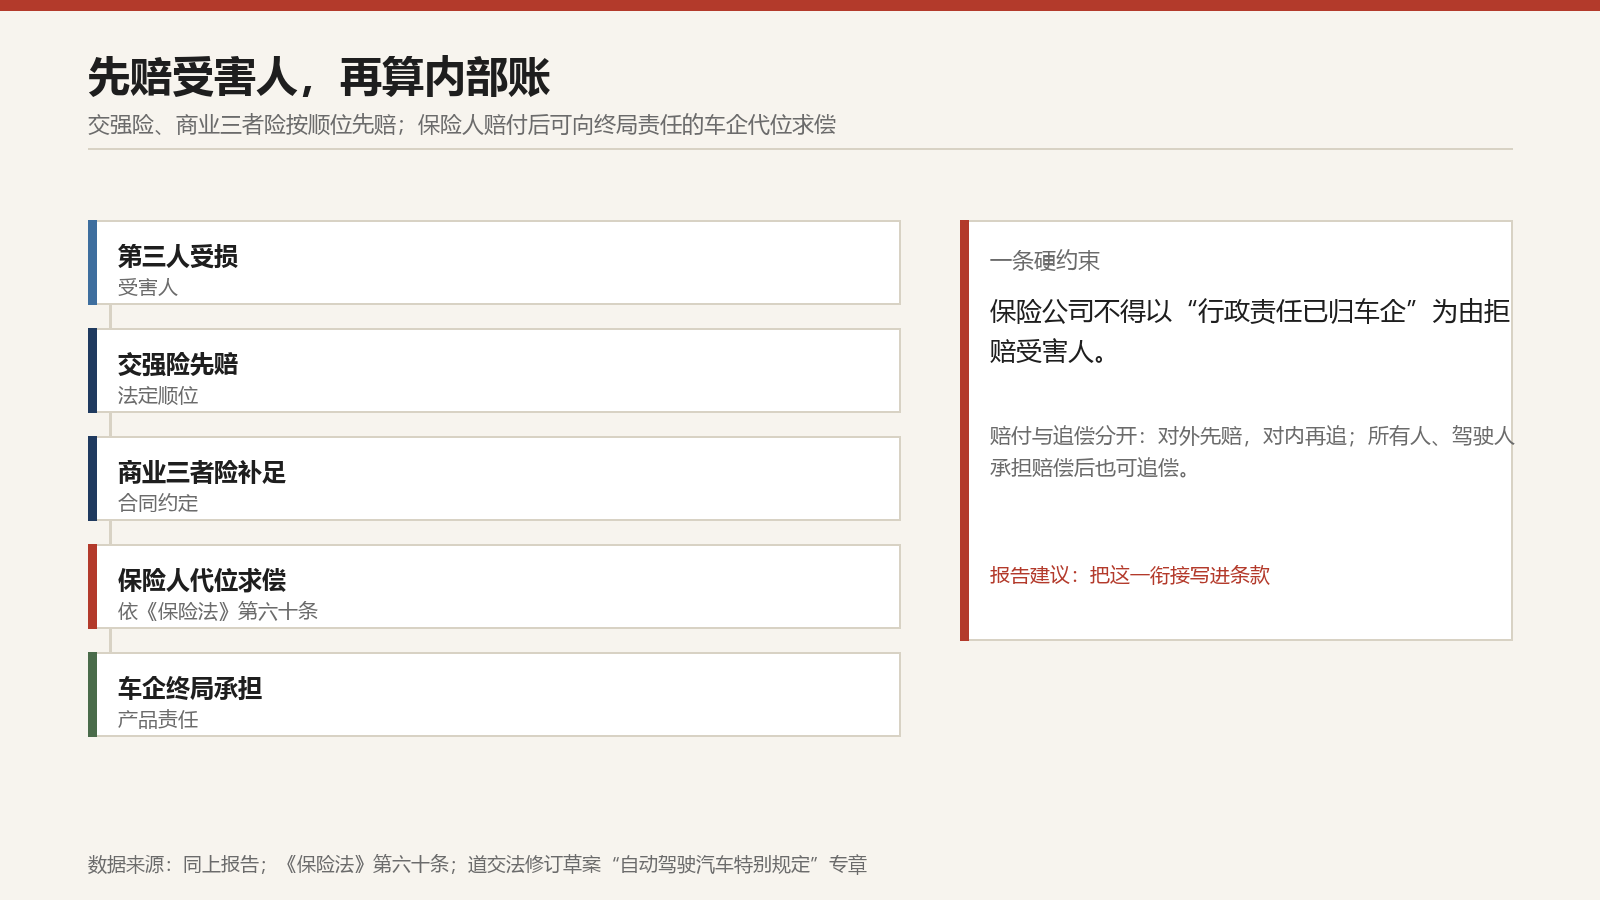 先赔受害人，再算内部账
交强险、商业三者险按顺位先赔；保险人赔付后可向终局责任的车企代位求偿
第三人受损
受害人
交强险先赔
法定顺位
商业三者险补足
合同约定
保险人代位求偿
依《保险法》第六十条
车企终局承担
产品责任
一条硬约束
保险公司不得以“行政责任已归车企”为由拒
赔受害人。
赔付与追偿分开：对外先赔，对内再追；所有人、驾驶人
承担赔偿后也可追偿。
报告建议：把这一衔接写进条款
数据来源：同上报告；《保险法》第六十条；道交法修订草案“自动驾驶汽车特别规定”专章